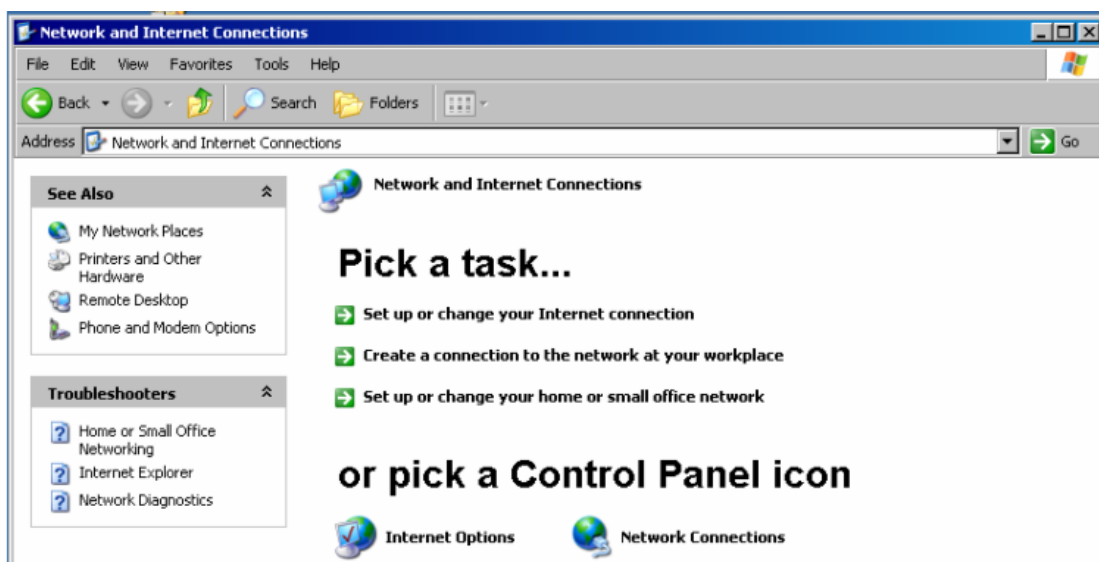 Network and Internet Connections
File Edit View Favorites Tools Help
Back Search Folders
Address Network and Internet Connections Go
See Also
My Network Places
Printers and Other
Hardware
Remote Desktop
Phone and Modem Options
Troubleshooters
Home or Small Office
Networking
Internet Explorer
Network Diagnostics
Network and Internet Connections
Pick a task...
Set up or change your Internet connection
Create a connection to the network at your workplace
Set up or change your home or small office network
or pick a Control Panel icon
Internet Options Network Connections